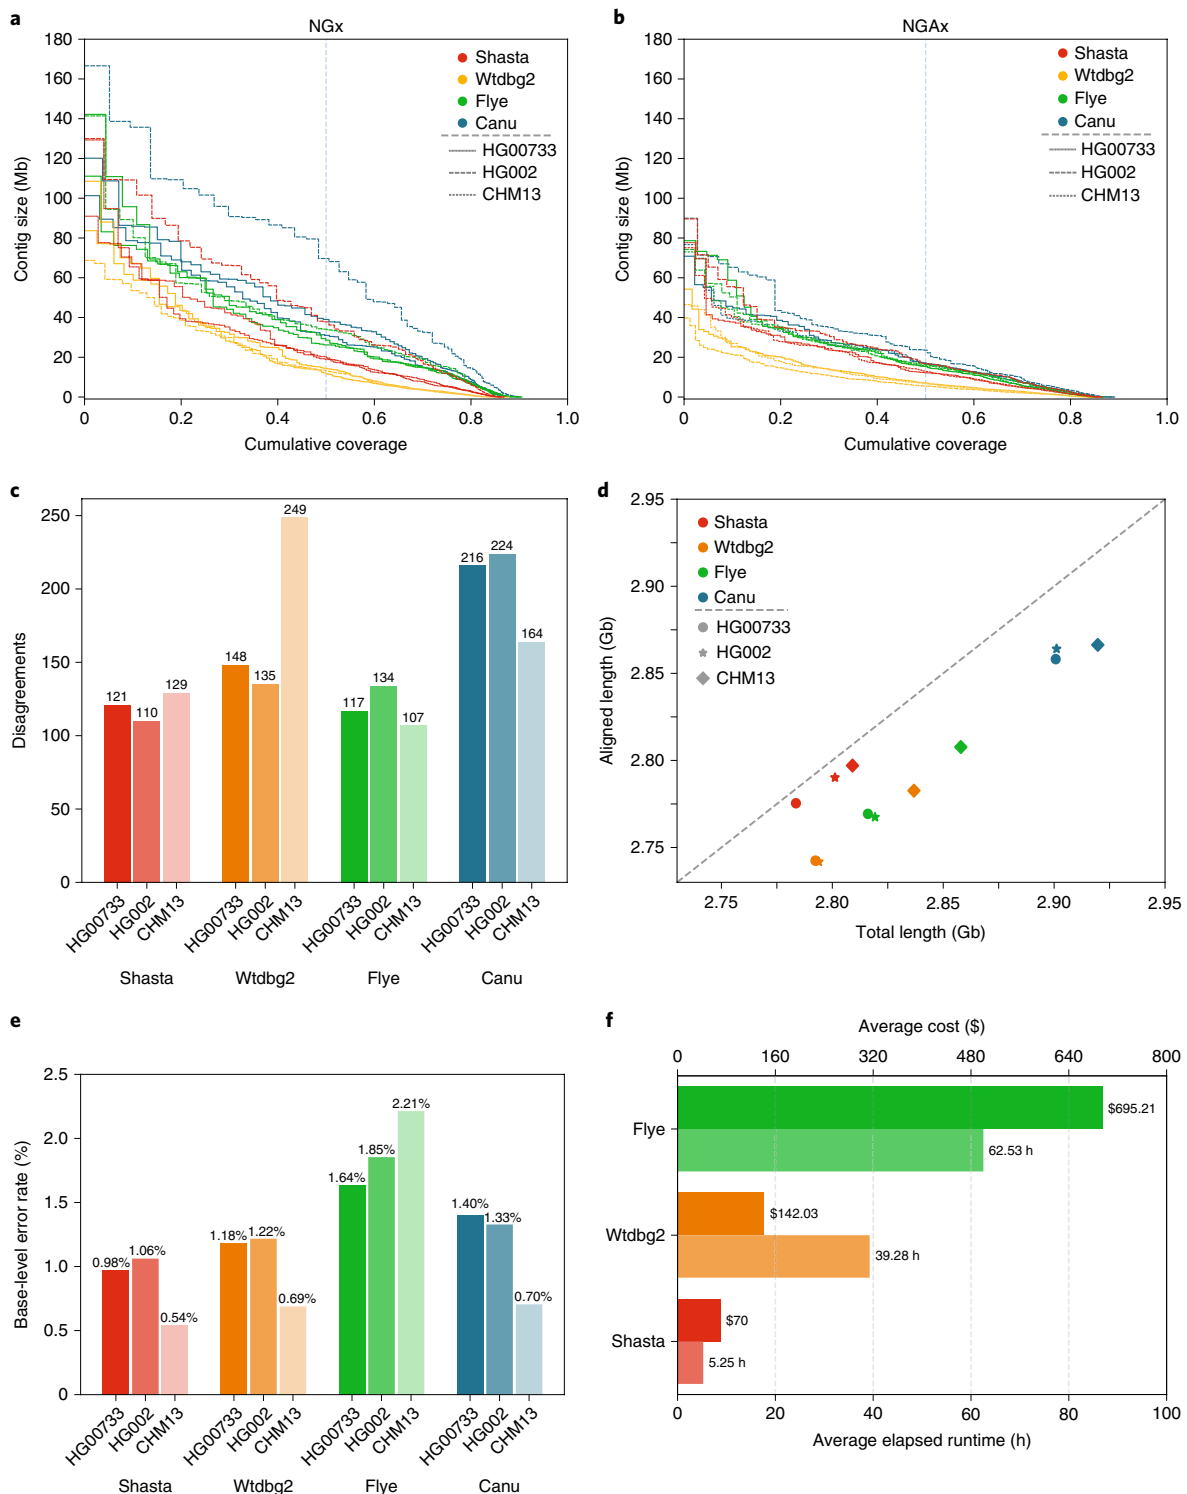 a
NGx
180
160
140
120
100
80
60
40
20
0
Contig size (Mb)
Shasta
Wtdbg2
Flye
Canu
HG00733
HG002
CHM13
0 0.2 0.4 0.6 0.8 1.0
Cumulative coverage
b
NGAx
180
160
140
120
100
80
60
40
20
0
Contig size (Mb)
Shasta
Wtdbg2
Flye
Canu
HG00733
HG002
CHM13
0 0.2 0.4 0.6 0.8 1.0
Cumulative coverage
c
250
200
150
100
50
0
Disagreements
121 110 129
148 135 249
117 134 107
216 224 164
HG00733 HG002 CHM13 HG00733 HG002 CHM13 HG00733 HG002 CHM13 HG00733 HG002 CHM13
Shasta Wtdbg2 Flye Canu
d
2.95
2.90
2.85
2.80
2.75
Aligned length (Gb)
Shasta
Wtdbg2
Flye
Canu
HG00733
HG002
CHM13
2.75 2.80 2.85 2.90 2.95
Total length (Gb)
e
2.5
2.0
1.5
1.0
0.5
0
Base-level error rate (%)
0.98% 1.06% 0.54%
1.18% 1.22% 0.69%
1.64% 1.85% 2.21%
1.40% 1.33% 0.70%
HG00733 HG002 CHM13 HG00733 HG002 CHM13 HG00733 HG002 CHM13 HG00733 HG002 CHM13
Shasta Wtdbg2 Flye Canu
f
Average cost ($)
0 160 320 480 640 800
Flye
$695.21
62.53 h
Wtdbg2
$142.03
39.28 h
Shasta
$70
5.25 h
0 20 40 60 80 100
Average elapsed runtime (h)